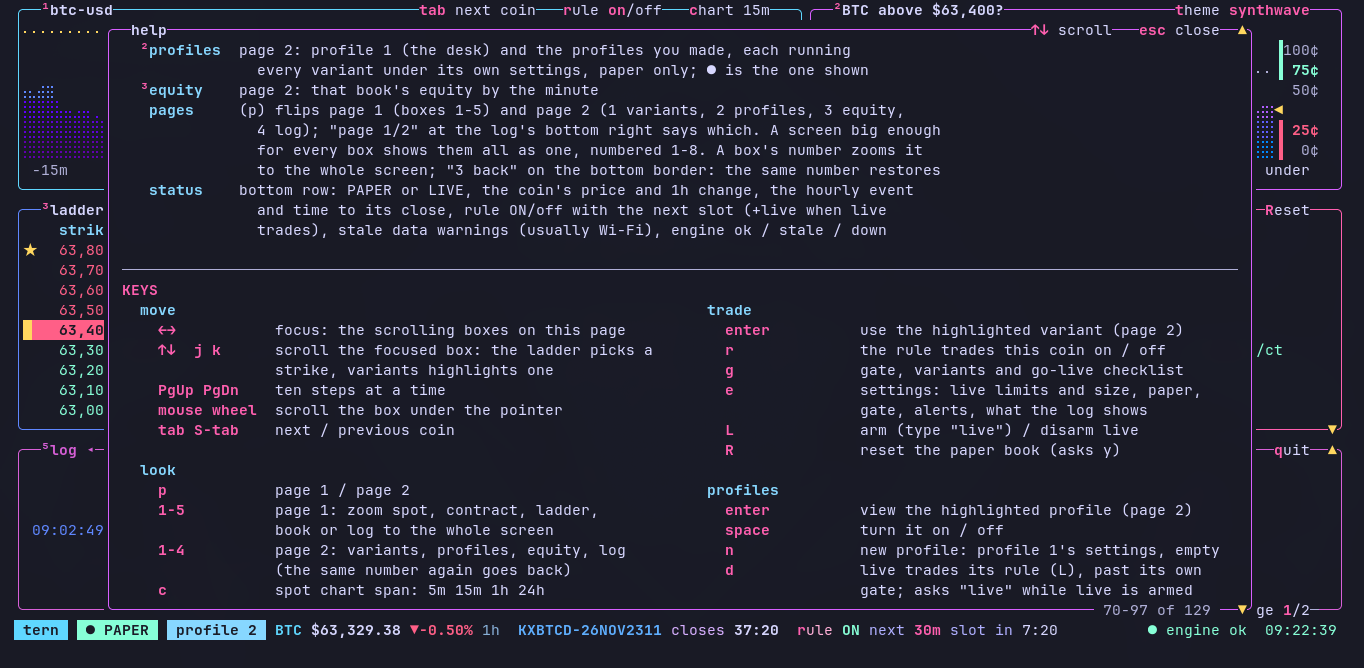 ¹btc-usd tab next coin rule on/off chart 15m ²BTC above $63,400? theme synthwave
help ↑↓ scroll esc close ▲
²profiles page 2: profile 1 (the desk) and the profiles you made, each running
100¢
every variant under its own settings, paper only; ● is the one shown
75¢
³equity page 2: that book's equity by the minute
50¢
pages (p) flips page 1 (boxes 1-5) and page 2 (1 variants, 2 profiles, 3 equity,
4 log); "page 1/2" at the log's bottom right says which. A screen big enough
25¢
for every box shows them all as one, numbered 1-8. A box's number zooms it
0¢
-15m to the whole screen; "3 back" on the bottom border: the same number restores under
status bottom row: PAPER or LIVE, the coin's price and 1h change, the hourly event
³ladder and time to its close, rule ON/off with the next slot (+live when live Reset
strik trades), stale data warnings (usually Wi-Fi), engine ok / stale / down
★ 63,80
63,70
63,60 KEYS
63,50 move trade
63,40 ↔ focus: the scrolling boxes on this page enter use the highlighted variant (page 2)
63,30 ↑↓ j k scroll the focused box: the ladder picks a r the rule trades this coin on / off /ct
63,20 strike, variants highlights one g gate, variants and go-live checklist
63,10 PgUp PgDn ten steps at a time e settings: live limits and size, paper,
63,00 mouse wheel scroll the box under the pointer gate, alerts, what the log shows
tab S-tab next / previous coin L arm (type "live") / disarm live ▼
⁵log ◂ R reset the paper book (asks y) quit ▲
look
p page 1 / page 2 profiles
1-5 page 1: zoom spot, contract, ladder, enter view the highlighted profile (page 2)
09:02:49 book or log to the whole screen space turn it on / off
1-4 page 2: variants, profiles, equity, log n new profile: profile 1's settings, empty
(the same number again goes back) d live trades its rule (L), past its own
c spot chart span: 5m 15m 1h 24h gate; asks "live" while live is armed
70-97 of 129 ▼ ge 1/2
tern ● PAPER profile 2 BTC $63,329.38 ▼-0.50% 1h KXBTCD-26NOV2311 closes 37:20 rule ON next 30m slot in 7:20 ● engine ok 09:22:39